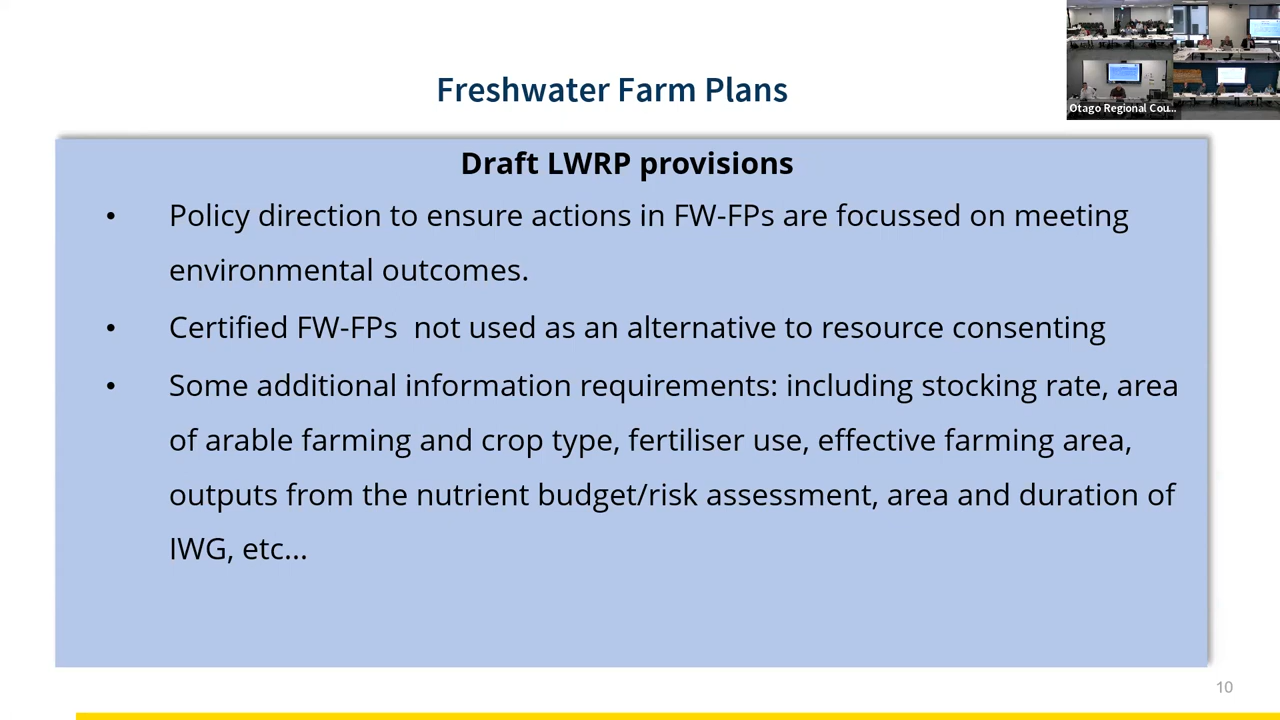 Freshwater Farm Plans
Otago Regional Cou...
Draft LWRP provisions
• Policy direction to ensure actions in FW-FPs are focussed on meeting
environmental outcomes.
• Certified FW-FPs  not used as an alternative to resource consenting
• Some additional information requirements: including stocking rate, area
of arable farming and crop type, fertiliser use, effective farming area,
outputs from the nutrient budget/risk assessment, area and duration of
IWG, etc...
10